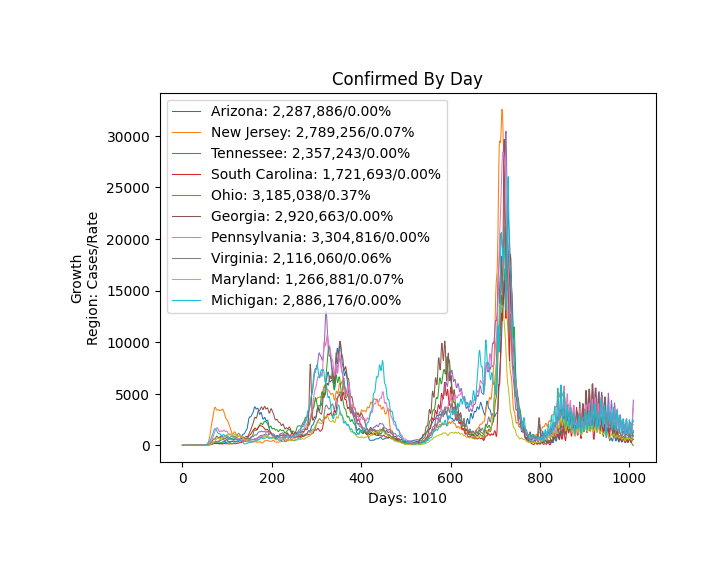 Confirmed By Day
Growth
Region: Cases/Rate
30000
25000
20000
15000
10000
5000
0
Arizona: 2,287,886/0.00%
New Jersey: 2,789,256/0.07%
Tennessee: 2,357,243/0.00%
South Carolina: 1,721,693/0.00%
Ohio: 3,185,038/0.37%
Georgia: 2,920,663/0.00%
Pennsylvania: 3,304,816/0.00%
Virginia: 2,116,060/0.06%
Maryland: 1,266,881/0.07%
Michigan: 2,886,176/0.00%
0 200 400 600 800 1000
Days: 1010